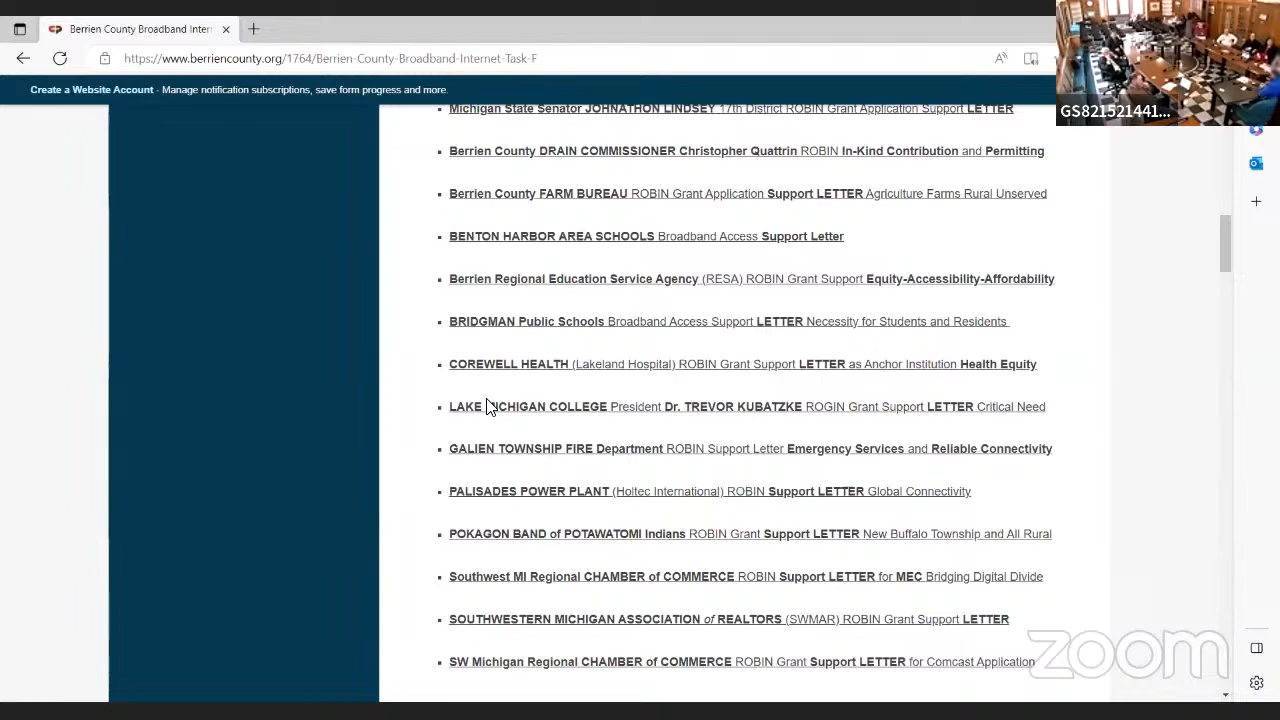 Berrien County Broadband Inter
https://www.berriencounty.org/1764/Berrien-County-Broadband-Internet-Task-F
GS821521441...
Create a Website Account - Manage notification subscriptions, save form progress and more.
Michigan State Senator JOHNATHON LINDSEY 17th District ROBIN Grant Application Support LETTER
Berrien County DRAIN COMMISSIONER Christopher Quattrin ROBIN In-Kind Contribution and Permitting
Berrien County FARM BUREAU ROBIN Grant Application Support LETTER Agriculture Farms Rural Unserved
BENTON HARBOR AREA SCHOOLS Broadband Access Support Letter
Berrien Regional Education Service Agency (RESA) ROBIN Grant Support Equity-Accessibility-Affordability
BRIDGMAN Public Schools Broadband Access Support LETTER Necessity for Students and Residents
COREWELL HEALTH (Lakeland Hospital) ROBIN Grant Support LETTER as Anchor Institution Health Equity
LAKE MICHIGAN COLLEGE President Dr. TREVOR KUBATZKE ROGIN Grant Support LETTER Critical Need
GALIEN TOWNSHIP FIRE Department ROBIN Support Letter Emergency Services and Reliable Connectivity
PALISADES POWER PLANT (Holtec International) ROBIN Support LETTER Global Connectivity
POKAGON BAND of POTAWATOMI Indians ROBIN Grant Support LETTER New Buffalo Township and All Rural
Southwest MI Regional CHAMBER of COMMERCE ROBIN Support LETTER for MEC Bridging Digital Divide
SOUTHWESTERN MICHIGAN ASSOCIATION of REALTORS (SWMAR) ROBIN Grant Support LETTER
SW Michigan Regional CHAMBER of COMMERCE ROBIN Grant Support LETTER for Comcast Application
zoom